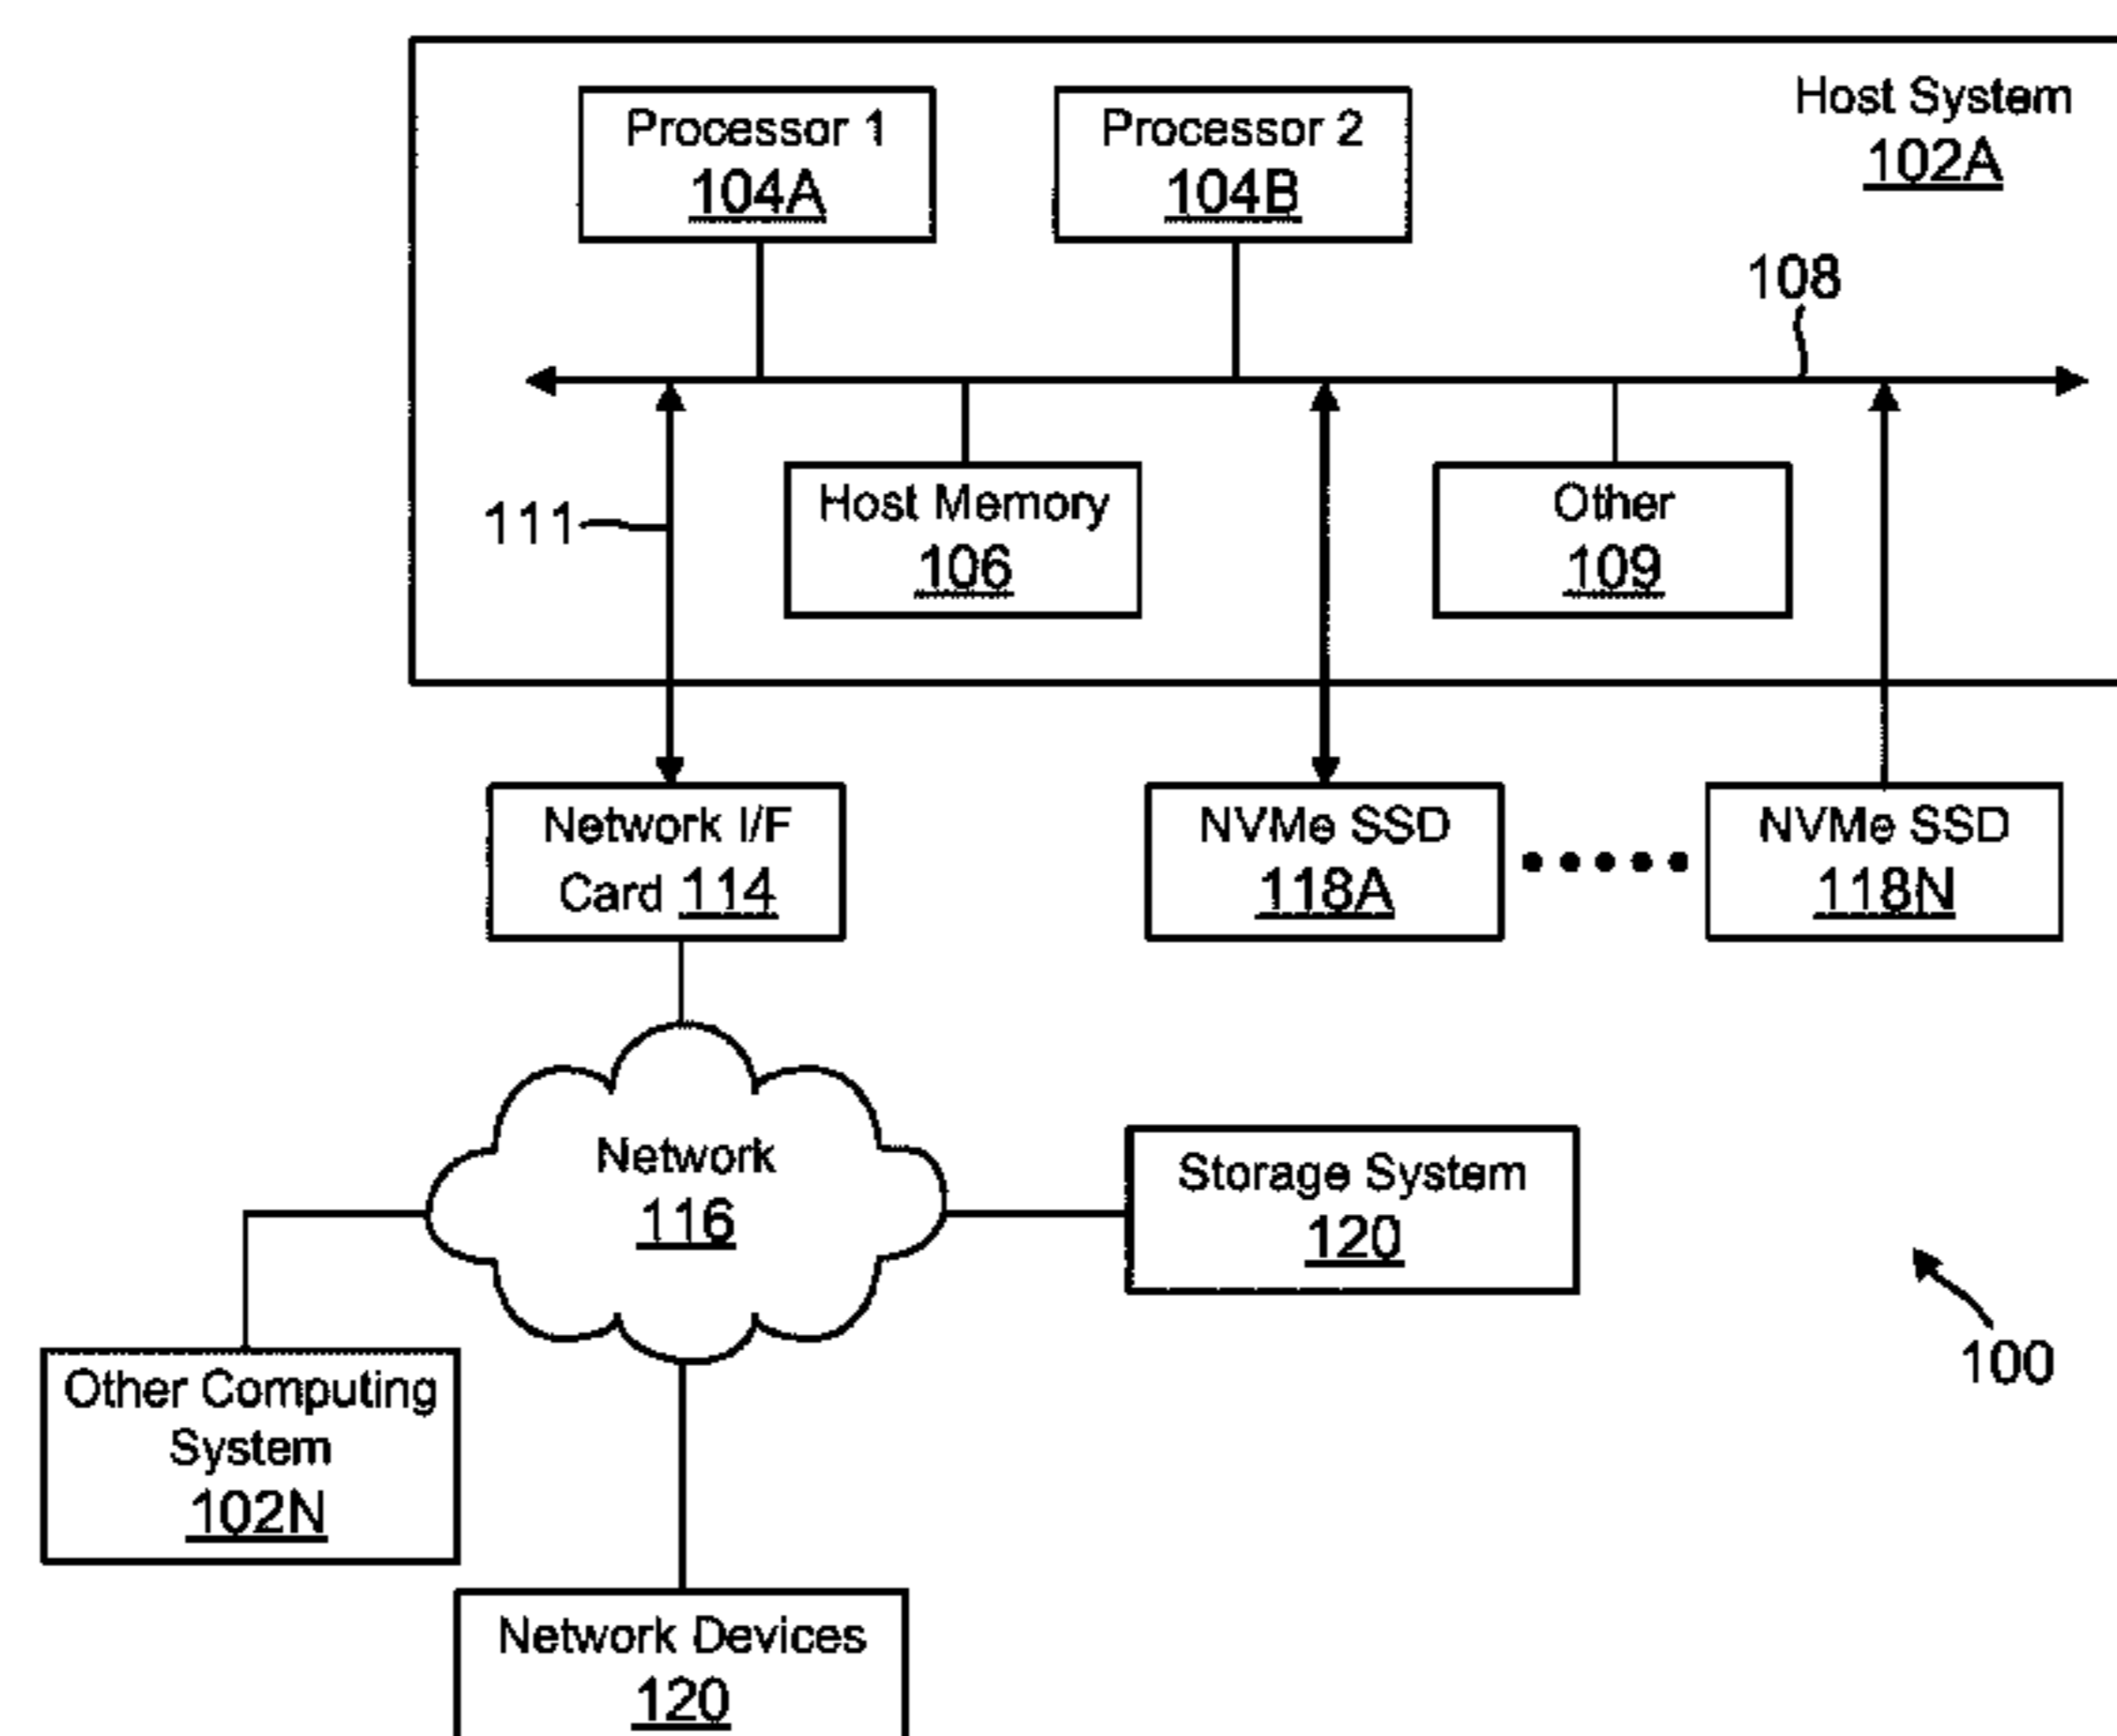 Host System
102A
Processor 1
104A
Processor 2
104B
108
111
Host Memory
106
Other
109
Network I/F
Card 114
NVMe SSD
118A
NVMe SSD
118N
Network
116
Storage System
120
100
Other Computing
System
102N
Network Devices
120